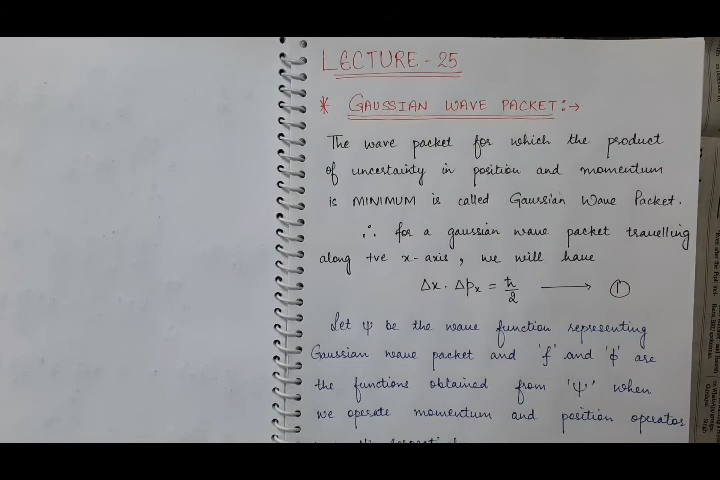 LECTURE - 25
* GAUSSIAN WAVE PACKET :→
The wave packet for which the product
of uncertainty in position and momentum
is MINIMUM is called Gaussian Wave Packet.
∴ for a gaussian wave packet travelling
along +ve x-axis, we will have
Δx · Δpₓ = ħ/2 ⟶ ①
Let ψ be the wave function representing
Gaussian wave packet and 'f' and 'ϕ' are
the functions obtained from 'ψ' when
we operate momentum and position operators